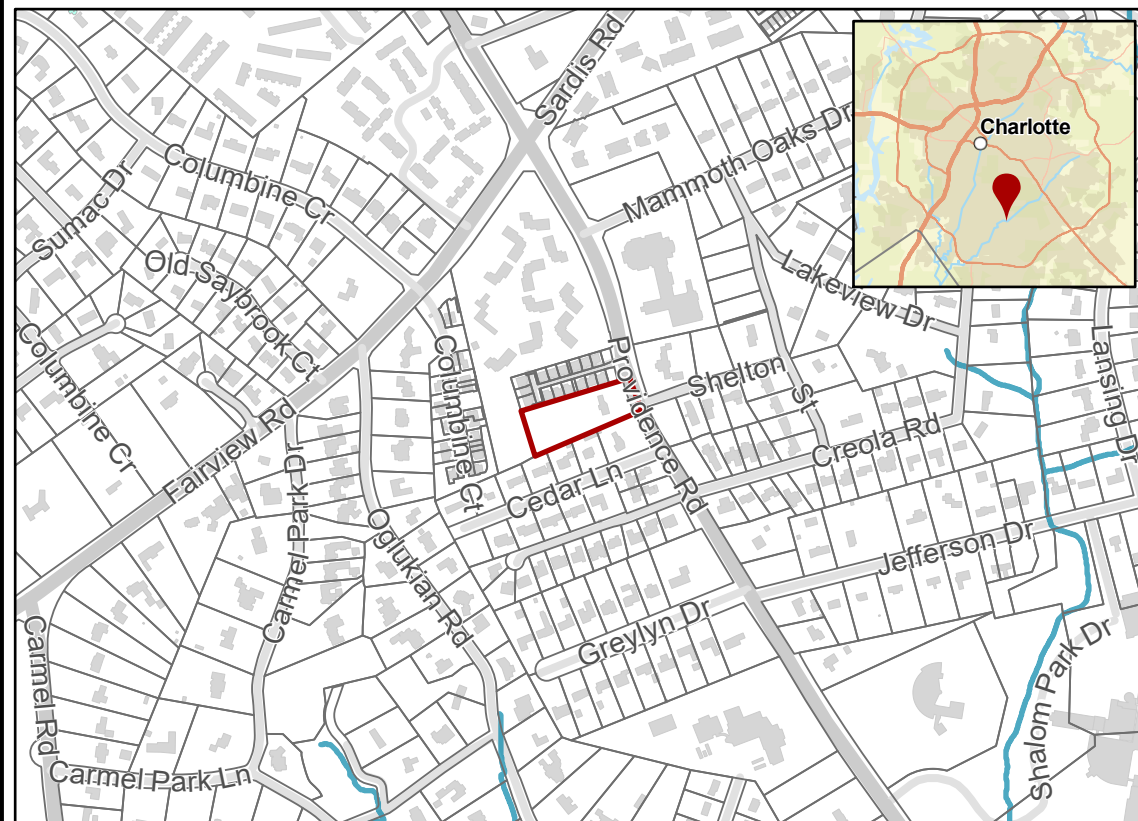 Sardis Rd
Charlotte
Mammoth Oaks Dr
Columbine Cr
Sumac Dr
Old Saybrook Ct
Lakeview Dr
Columbine Cr
Columbine Ct
Providence Rd
Shelton St
Lansing Dr
Fairview Rd
Creola Rd
Cedar Ln
Carmel Park Dr
Oglukian Rd
Jefferson Dr
Greylyn Dr
Carmel Rd
Shalom Park Dr
Carmel Park Ln